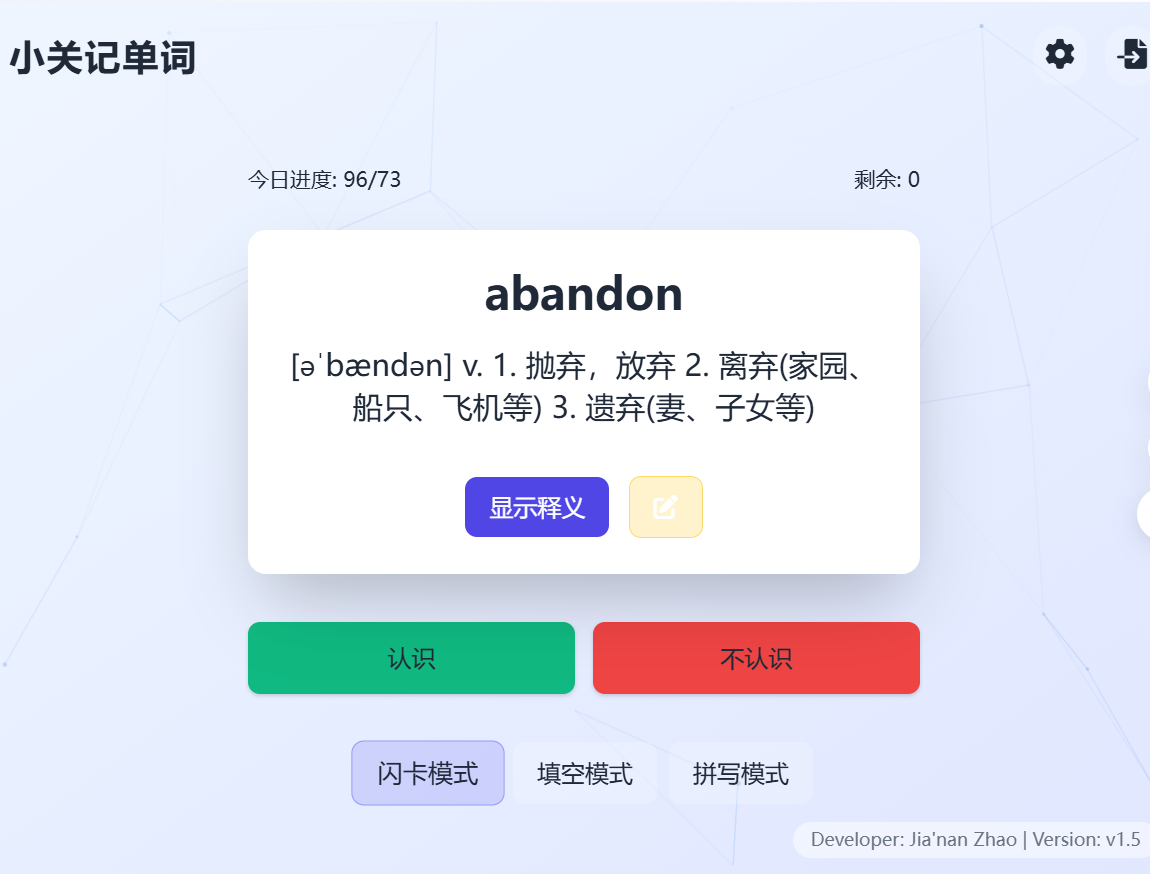 小关记单词
今日进度: 96/73
剩余: 0
abandon
[əˈbændən] v. 1. 抛弃，放弃 2. 离弃(家园、
船只、飞机等) 3. 遗弃(妻、子女等)
显示释义
认识
不认识
闪卡模式
填空模式
拼写模式
Developer: Jia'nan Zhao | Version: v1.5